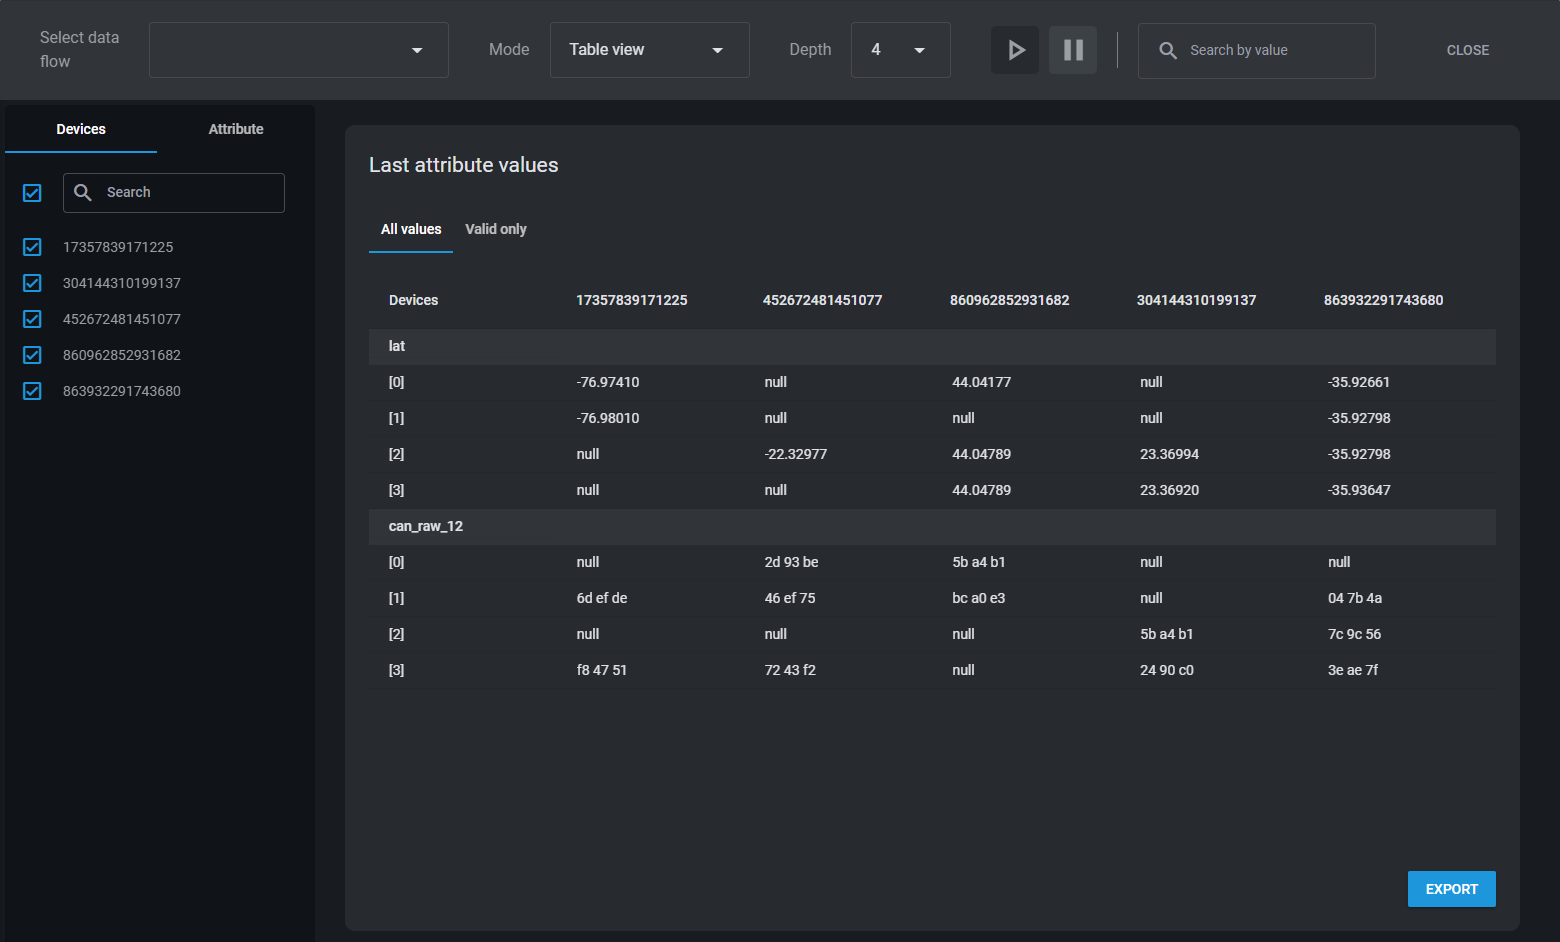 Select data
flow
Mode
Table view
Depth
4
Search by value
CLOSE
Devices
Attribute
Search
17357839171225
304144310199137
452672481451077
860962852931682
863932291743680
Last attribute values
All values
Valid only
Devices 17357839171225 452672481451077 860962852931682 304144310199137 863932291743680
lat
[0] -76.97410 null 44.04177 null -35.92661
[1] -76.98010 null null null -35.92798
[2] null -22.32977 44.04789 23.36994 -35.92798
[3] null null 44.04789 23.36920 -35.93647
can_raw_12
[0] null 2d 93 be 5b a4 b1 null null
[1] 6d ef de 46 ef 75 bc a0 e3 null 04 7b 4a
[2] null null null 5b a4 b1 7c 9c 56
[3] f8 47 51 72 43 f2 null 24 90 c0 3e ae 7f
EXPORT